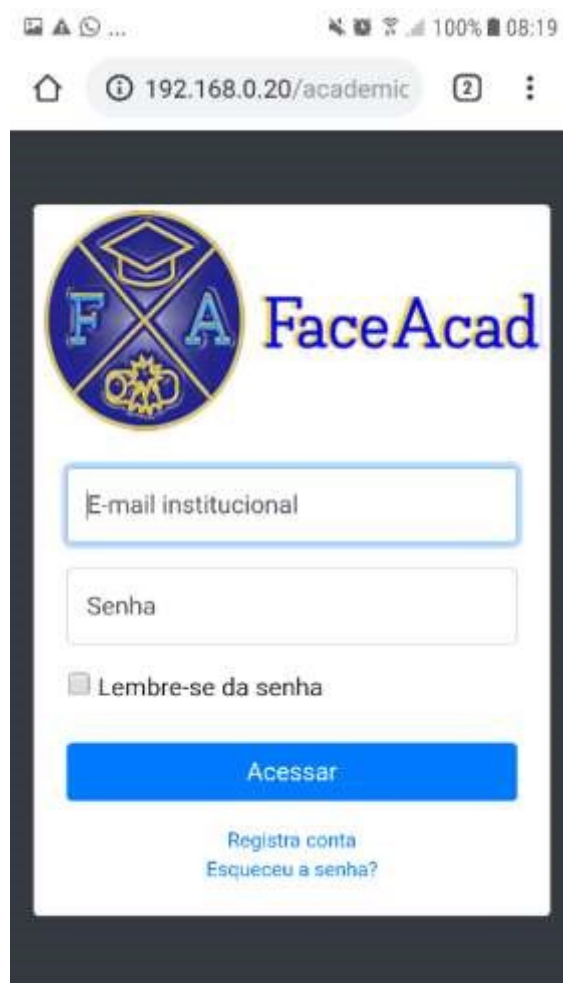 ... 100% 08:19
192.168.0.20/academic 2
F A FaceAcad
E-mail institucional
Senha
Lembre-se da senha
Acessar
Registra conta
Esqueceu a senha?